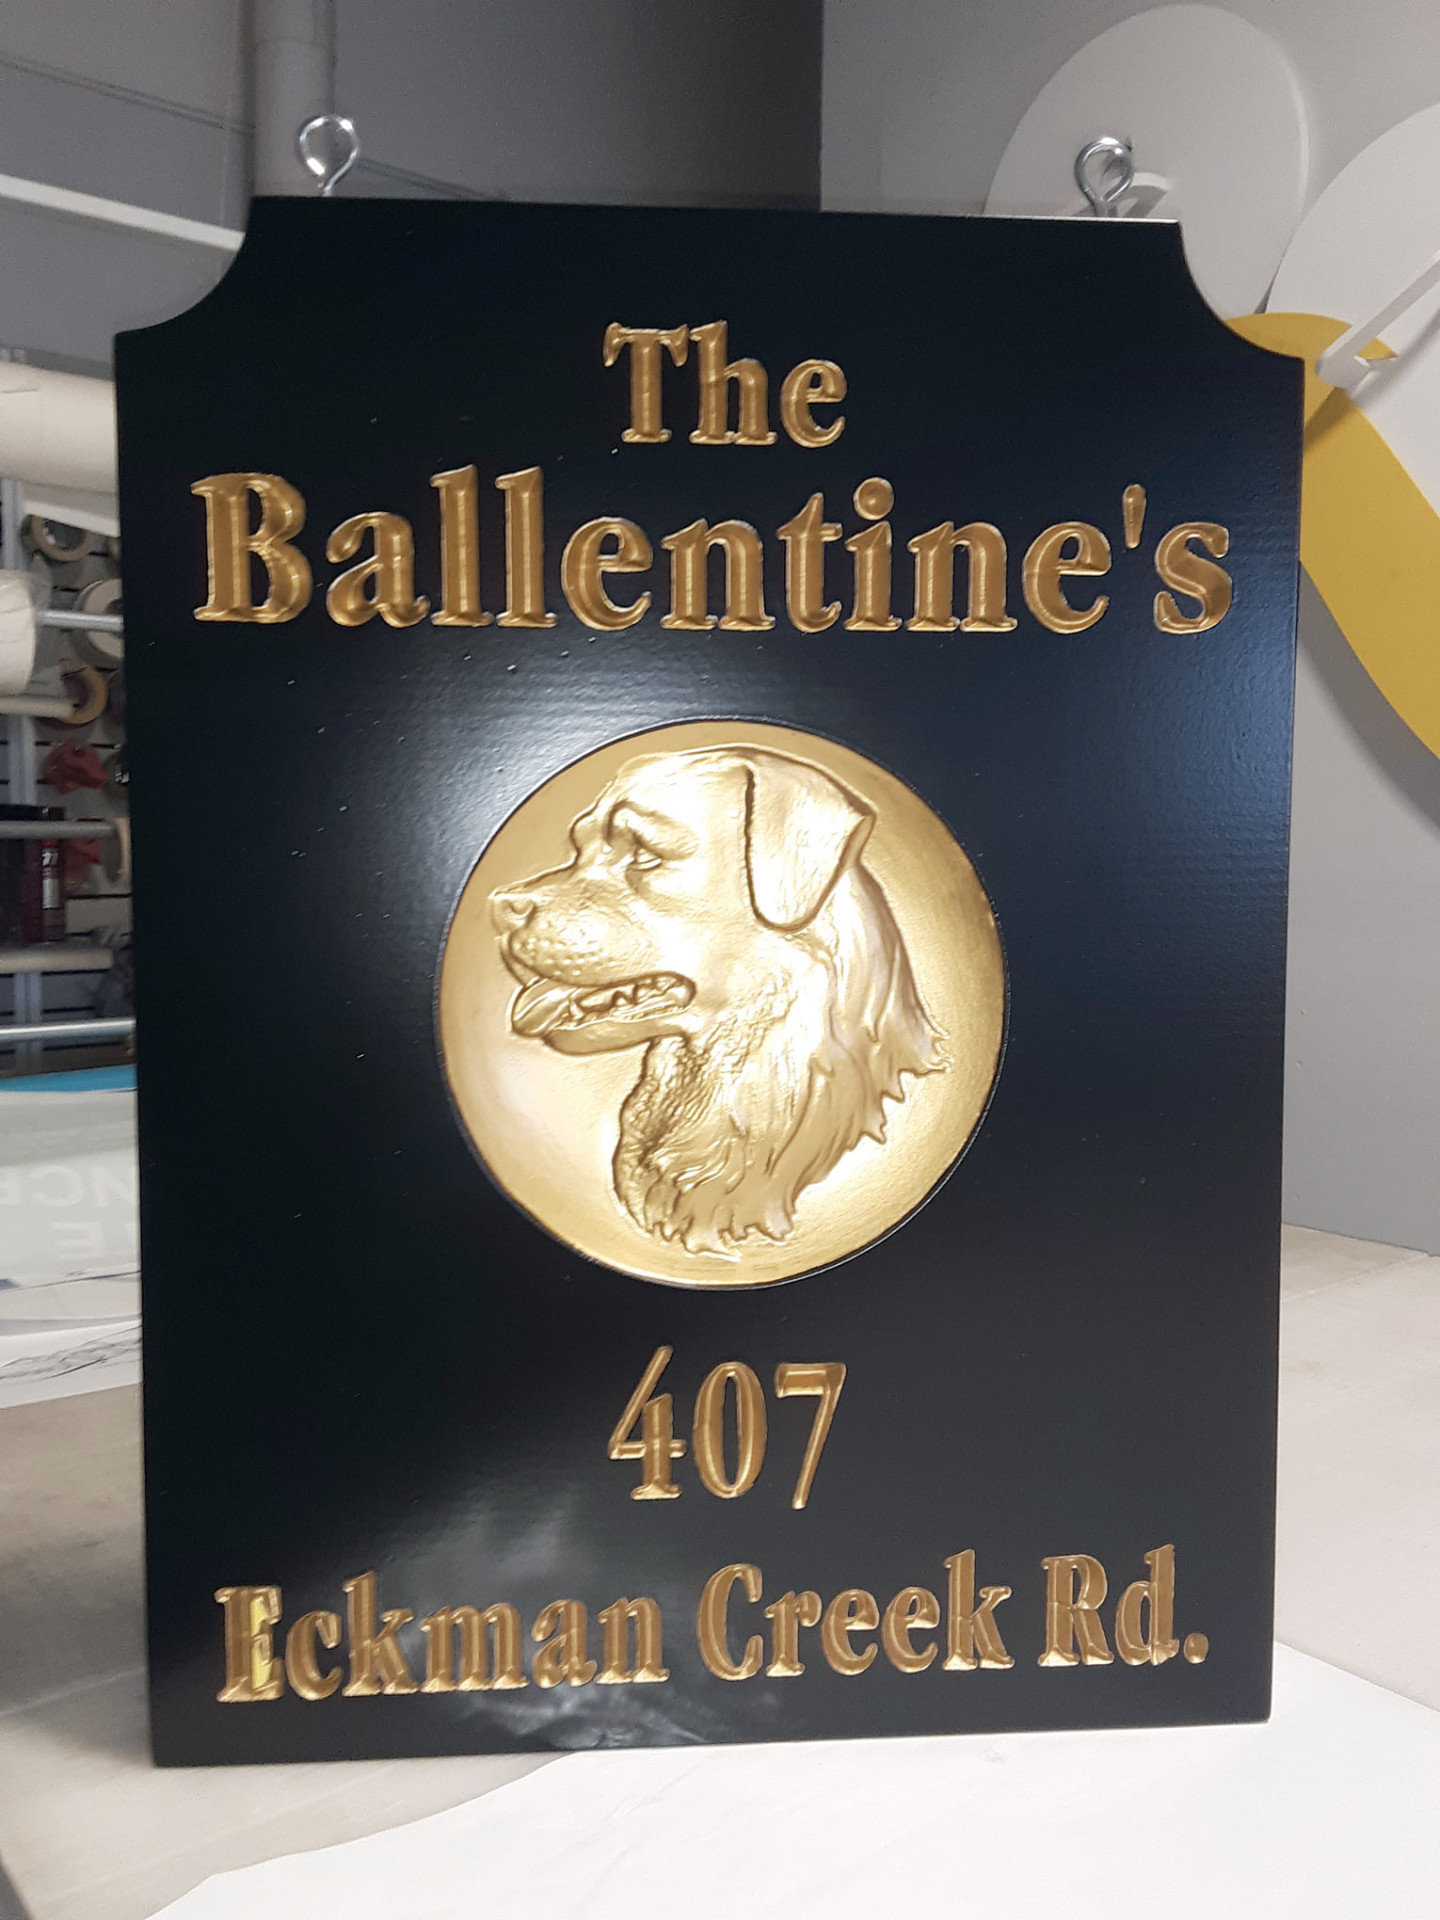 The
Ballentine's
407
Eckman Creek Rd.